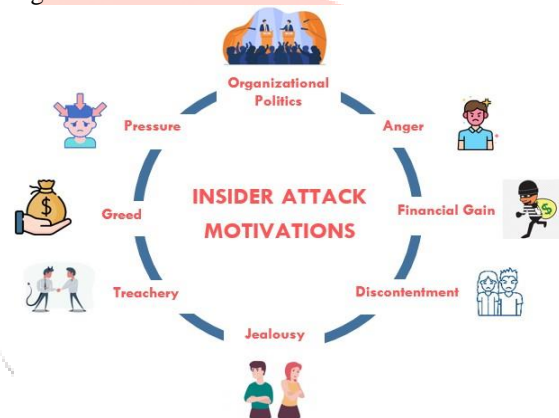 Organizational
Politics
Pressure
Anger
INSIDER ATTACK
MOTIVATIONS
Greed
Financial Gain
Treachery
Discontentment
Jealousy